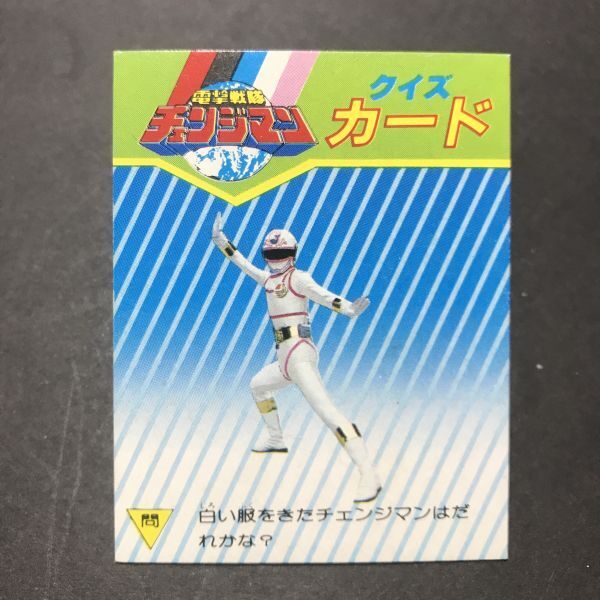 電撃戦隊
チェンジマン
クイズ
カード
問
白い服をきたチェンジマンはだ
れかな？